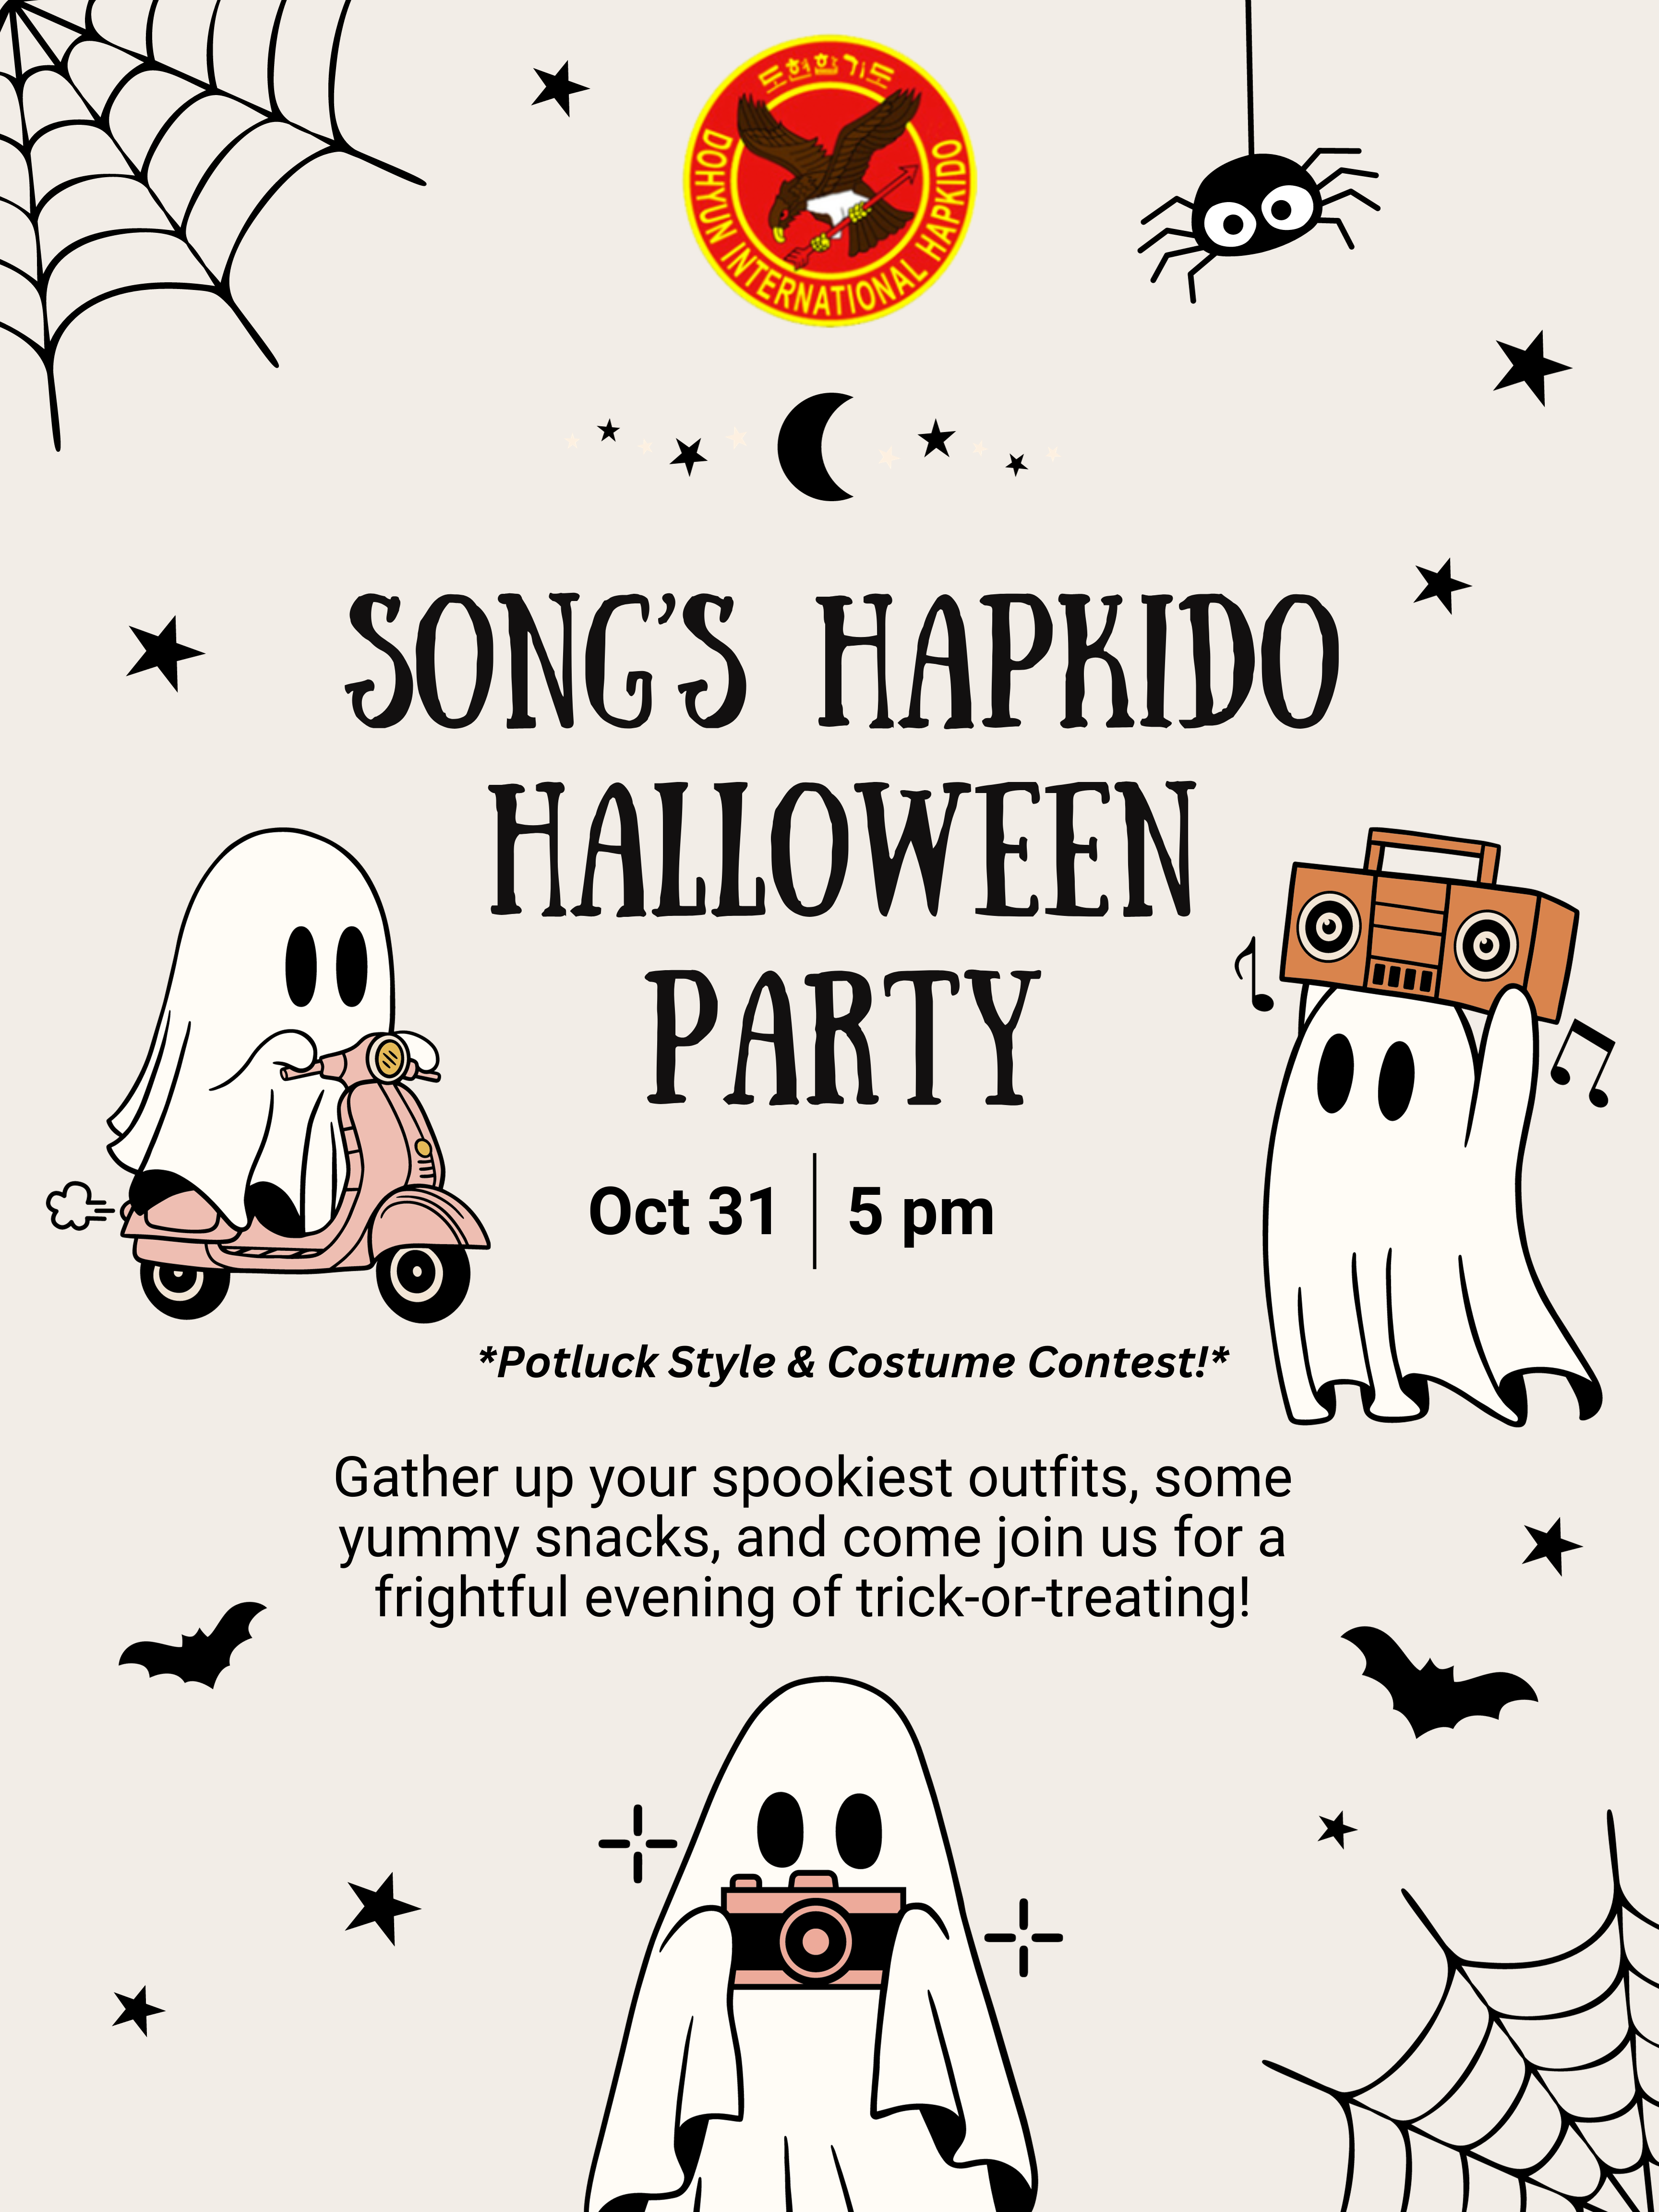 도현합기도
DOHYUN INTERNATIONAL HAPKIDO
SONG'S HAPKIDO
HALLOWEEN
PARTY
Oct 31 | 5 pm
*Potluck Style & Costume Contest!*
Gather up your spookiest outfits, some
yummy snacks, and come join us for a
frightful evening of trick-or-treating!